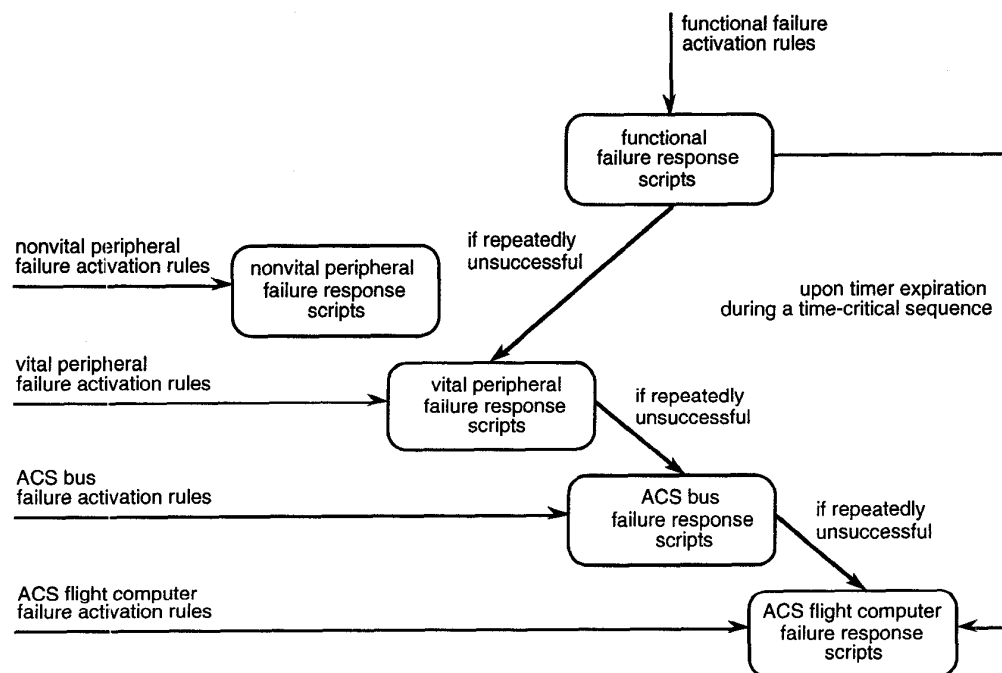 functional failure
activation rules
functional
failure response
scripts
if repeatedly
unsuccessful
nonvital peripheral
failure activation rules
nonvital peripheral
failure response
scripts
upon timer expiration
during a time-critical sequence
vital peripheral
failure activation rules
vital peripheral
failure response
scripts
if repeatedly
unsuccessful
ACS bus
failure activation rules
ACS bus
failure response
scripts
if repeatedly
unsuccessful
ACS flight computer
failure activation rules
ACS flight computer
failure response
scripts